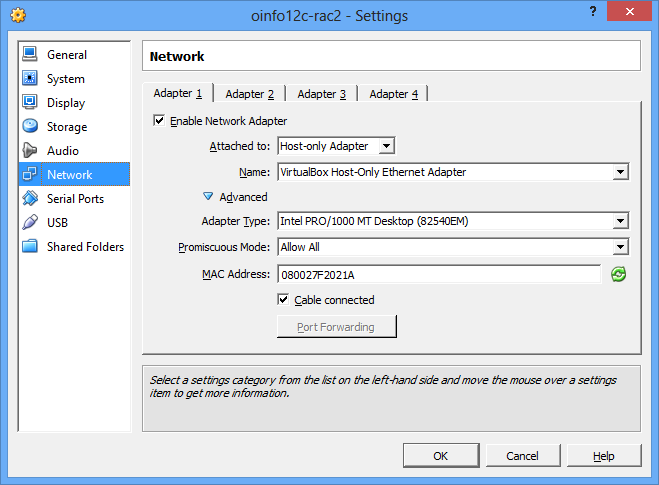 oinfo12c-rac2 - Settings
?
General
System
Display
Storage
Audio
Network
Serial Ports
USB
Shared Folders
Network
Adapter 1
Adapter 2
Adapter 3
Adapter 4
Enable Network Adapter
Attached to: Host-only Adapter
Name: VirtualBox Host-Only Ethernet Adapter
Advanced
Adapter Type: Intel PRO/1000 MT Desktop (82540EM)
Promiscuous Mode: Allow All
MAC Address: 080027F2021A
Cable connected
Port Forwarding
Select a settings category from the list on the left-hand side and move the mouse over a settings
item to get more information.
OK
Cancel
Help